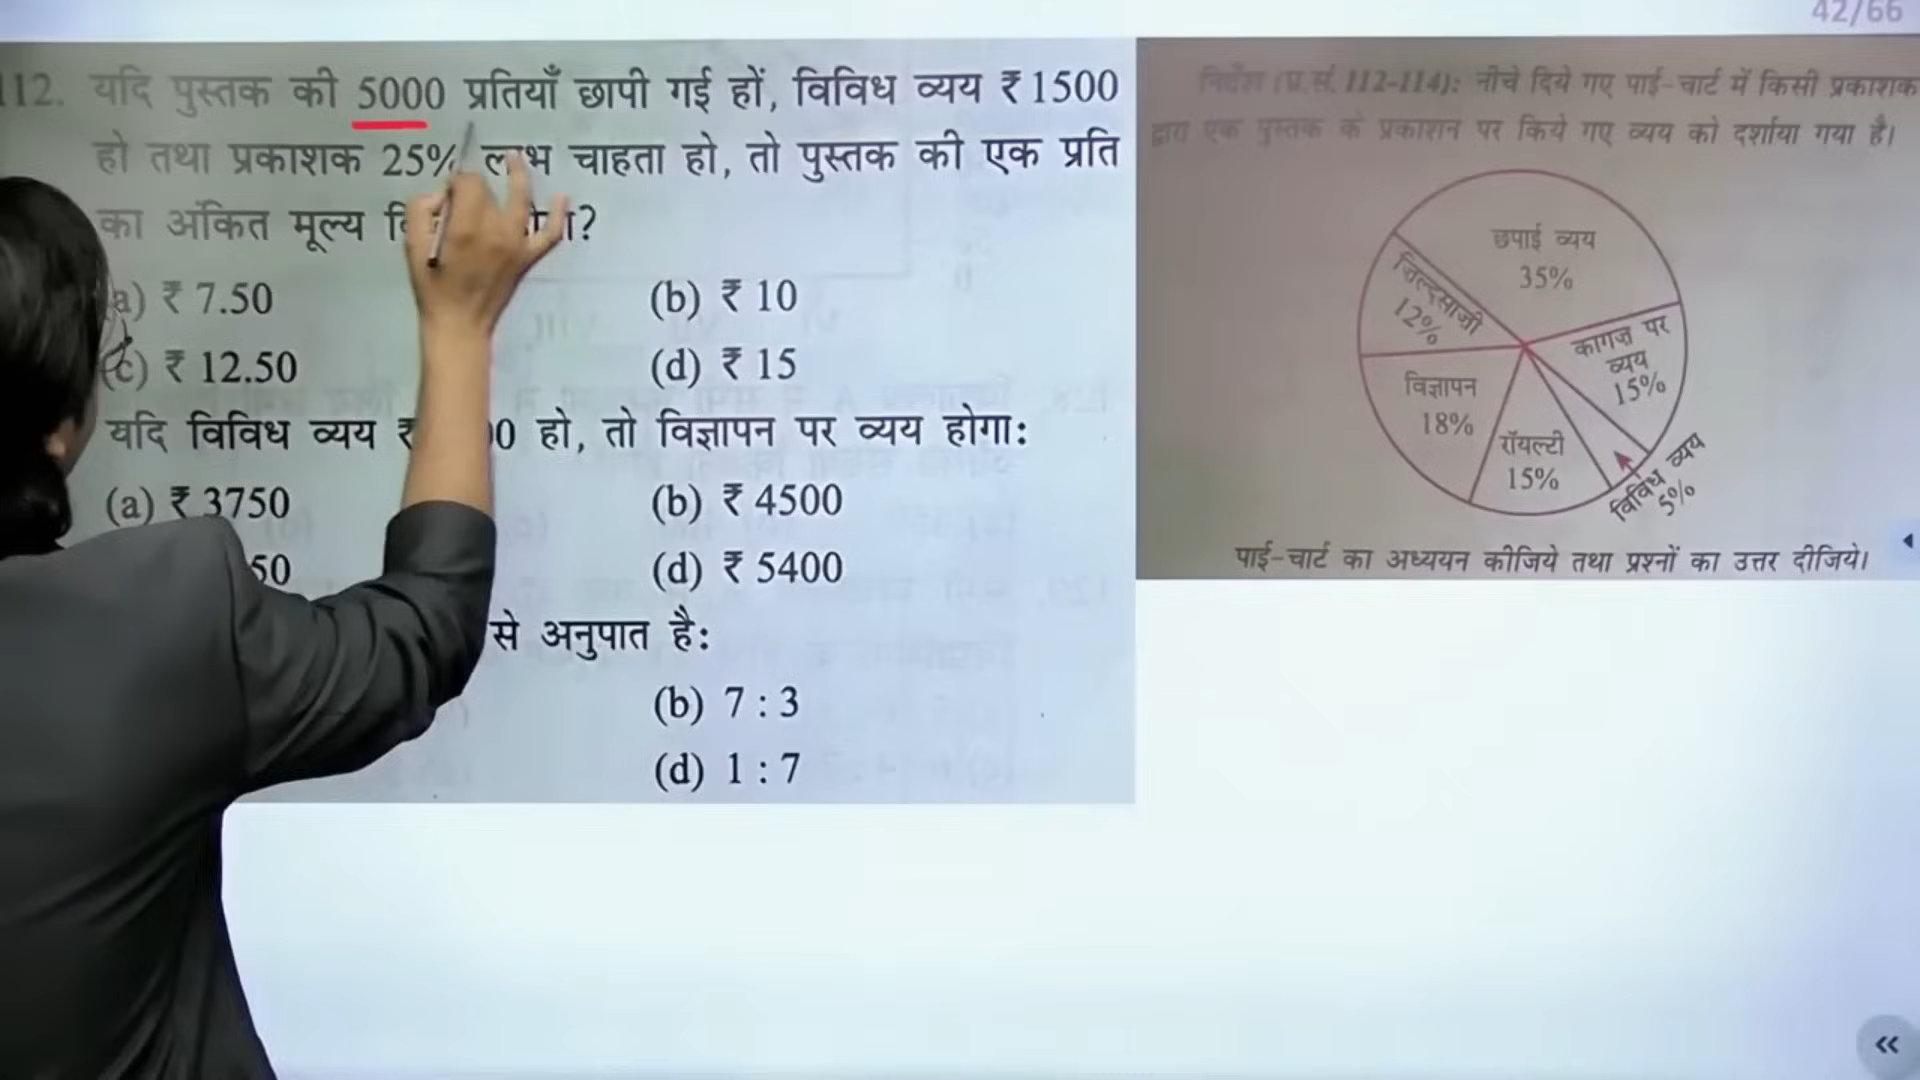 42/66
112. यदि पुस्तक की 5000 प्रतियाँ छापी गई हों, विविध व्यय ₹ 1500
हो तथा प्रकाशक 25% लाभ चाहता हो, तो पुस्तक की एक प्रति
का अंकित मूल्य ?
(a) ₹ 7.50
(b) ₹ 10
(c) ₹ 12.50
(d) ₹ 15
यदि विविध व्यय ₹ हो, तो विज्ञापन पर व्यय होगा:
(a) ₹ 3750
(b) ₹ 4500
50
(d) ₹ 5400
से अनुपात है:
(b) 7 : 3
(d) 1 : 7
निर्देश (प्र.सं. 112-114): नीचे दिये गए पाई-चार्ट में किसी प्रकाशक
द्वारा एक पुस्तक के प्रकाशन पर किये गए व्यय को दर्शाया गया है।
छपाई व्यय
35%
जिल्दसाजी
12%
कागज़ पर
व्यय
15%
विज्ञापन
18%
रॉयल्टी
15%
विविध व्यय
5%
पाई-चार्ट का अध्ययन कीजिये तथा प्रश्नों का उत्तर दीजिये।